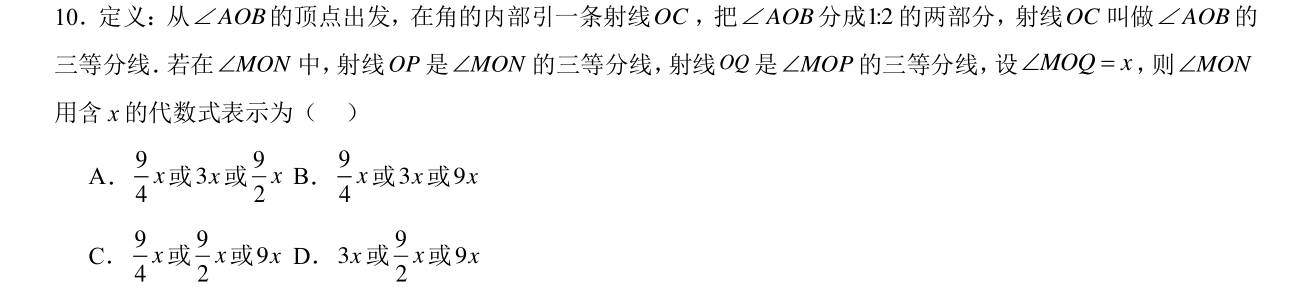 10．定义：从∠AOB的顶点出发，在角的内部引一条射线OC，把∠AOB分成1:2的两部分，射线OC叫做∠AOB的
三等分线．若在∠MON中，射线OP是∠MON的三等分线，射线OQ是∠MOP的三等分线，设∠MOQ=x，则∠MON
用含x的代数式表示为（ ）
A．9/4 x或3x或9/2 x B．9/4 x或3x或9x
C．9/4 x或9/2 x或9x D．3x或9/2 x或9x